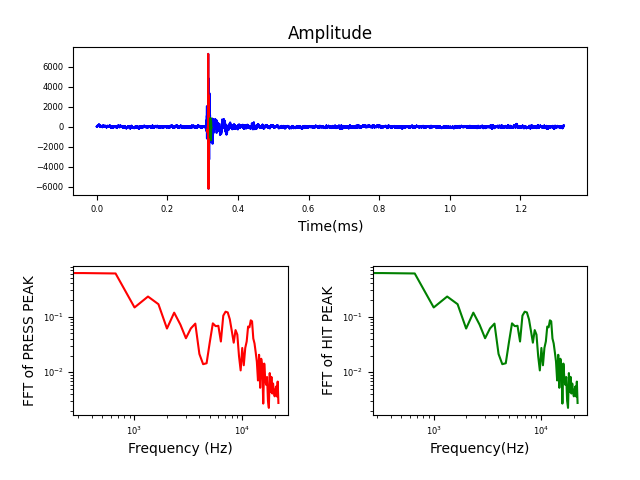 Amplitude
6000
4000
2000
0
−2000
−4000
−6000
0.0 0.2 0.4 0.6 0.8 1.0 1.2
Time(ms)
FFT of PRESS PEAK
10⁻¹
10⁻²
10³ 10⁴
Frequency (Hz)
FFT of HIT PEAK
10⁻¹
10⁻²
10³ 10⁴
Frequency(Hz)